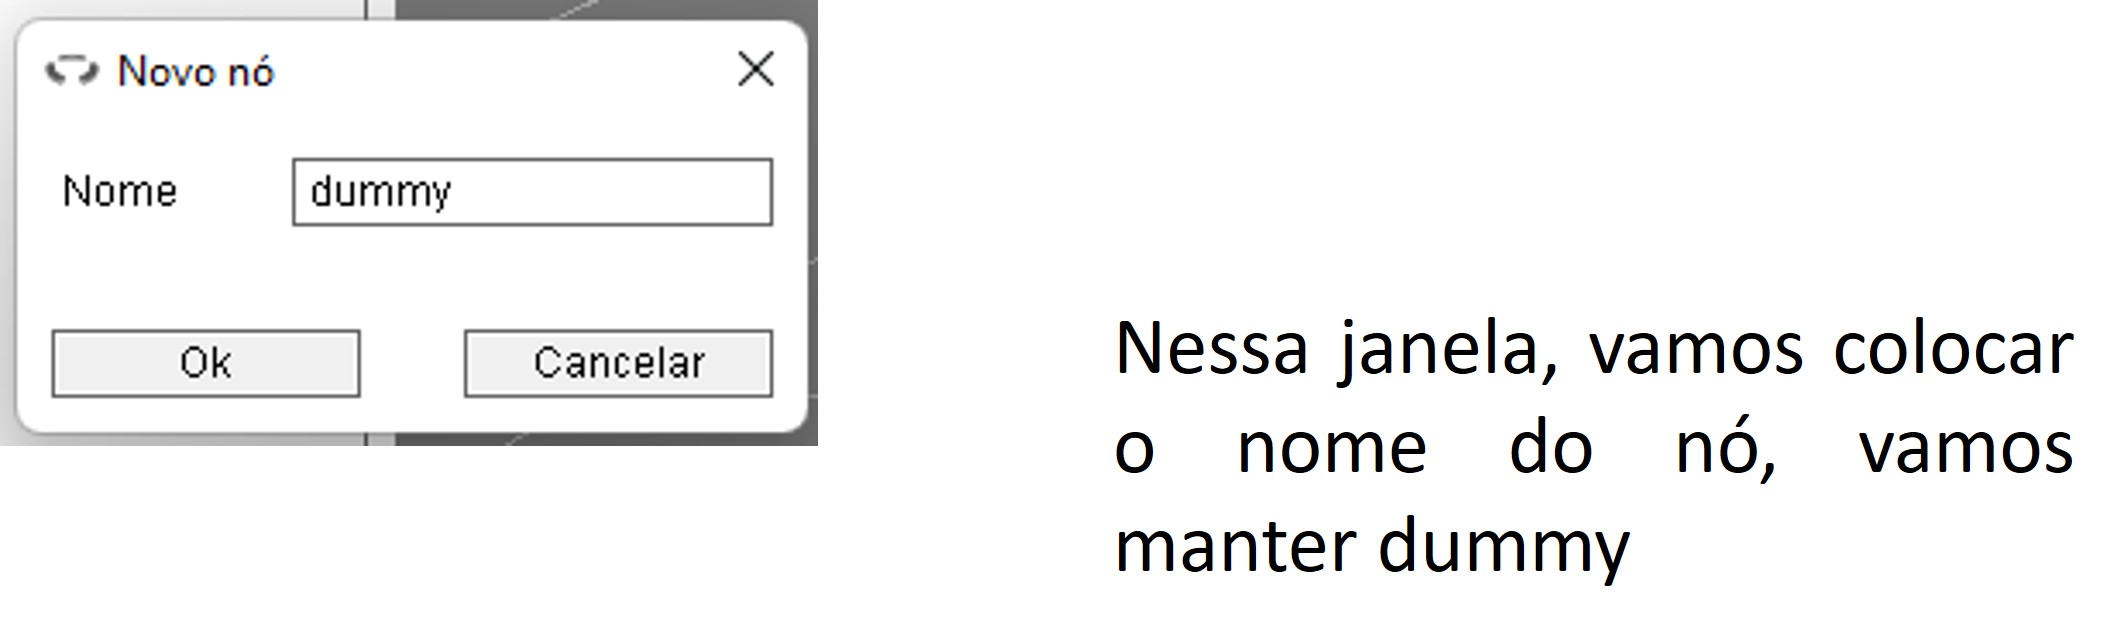 Novo nó
Nome
dummy
Ok
Cancelar
Nessa janela, vamos colocar
o nome do nó, vamos
manter dummy